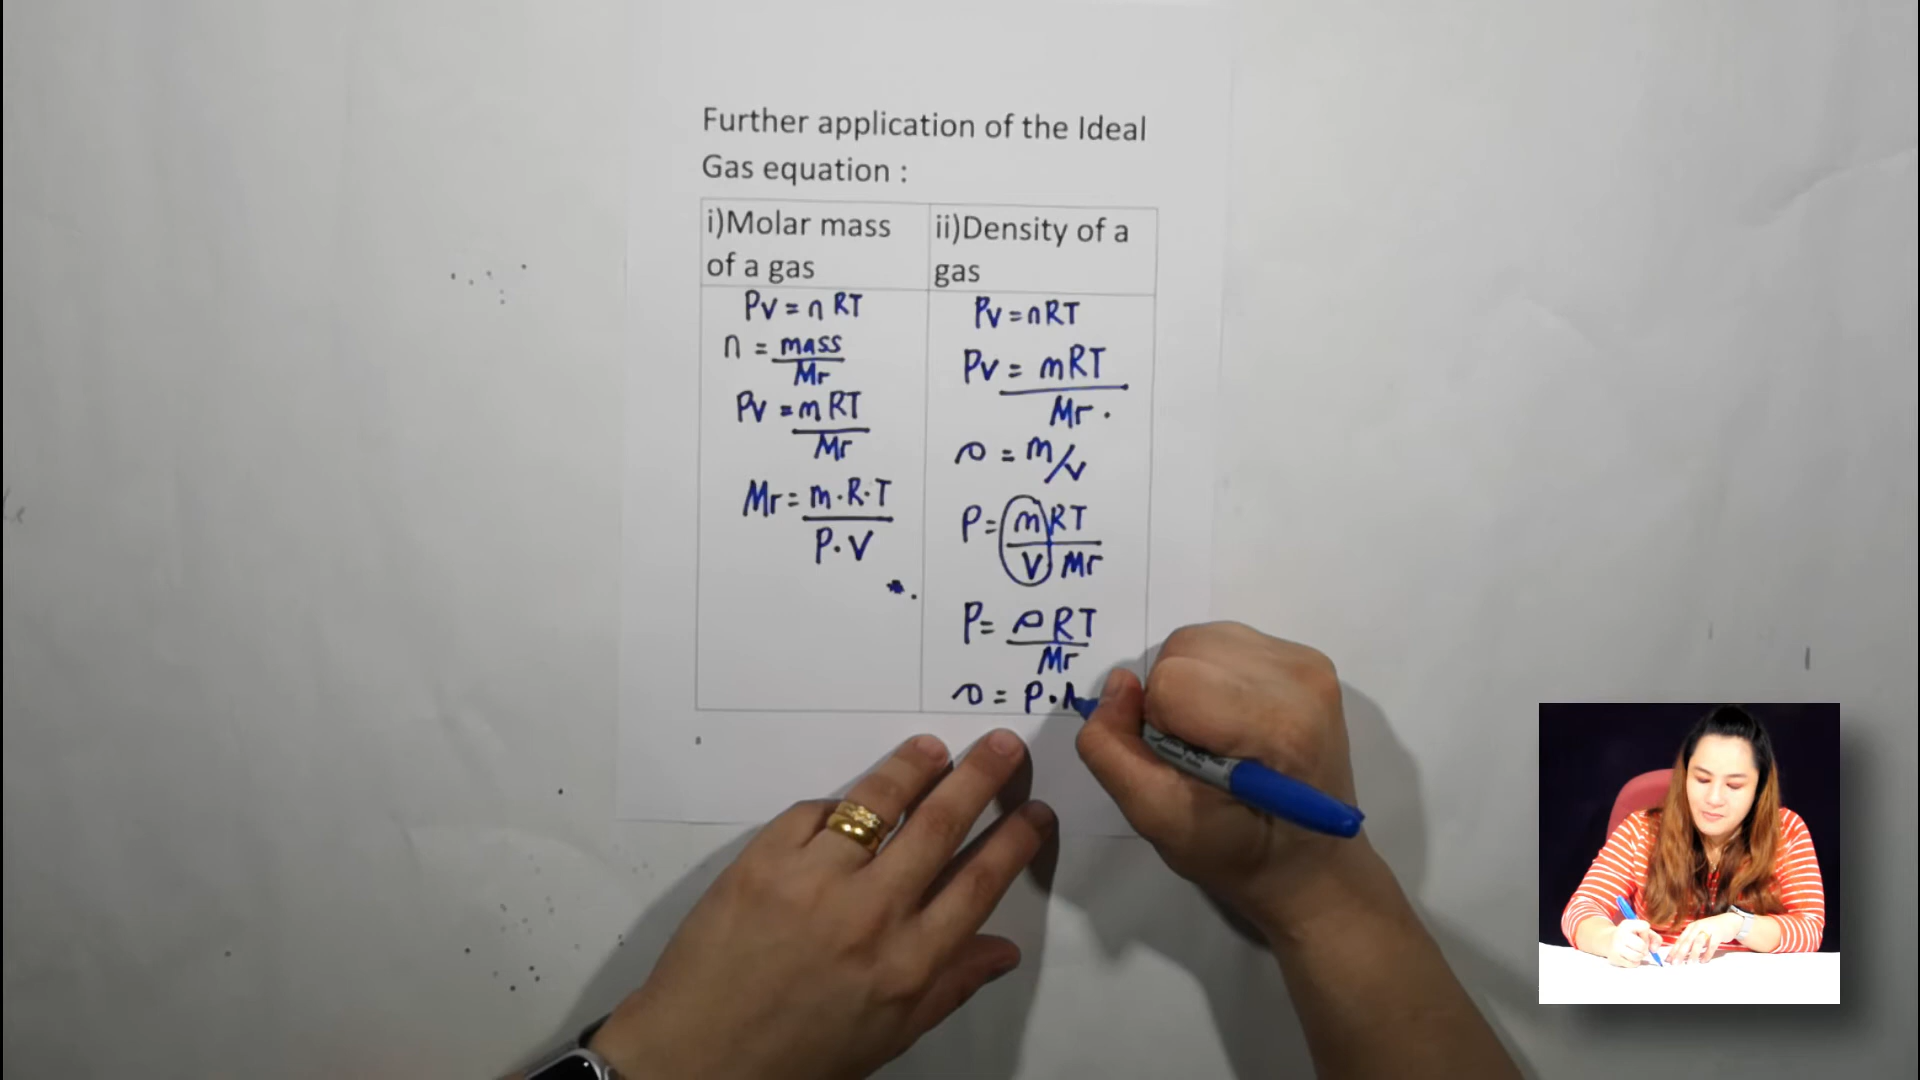 Further application of the Ideal
Gas equation :
i)Molar mass
of a gas
PV = nRT
n = mass
Mr
PV = mRT
Mr
Mr = m·R·T
P·V
ii)Density of a
gas
PV = nRT
PV = mRT
Mr.
ρ = m/v
P = mRT
V Mr
P = ρRT
Mr
ρ = P·